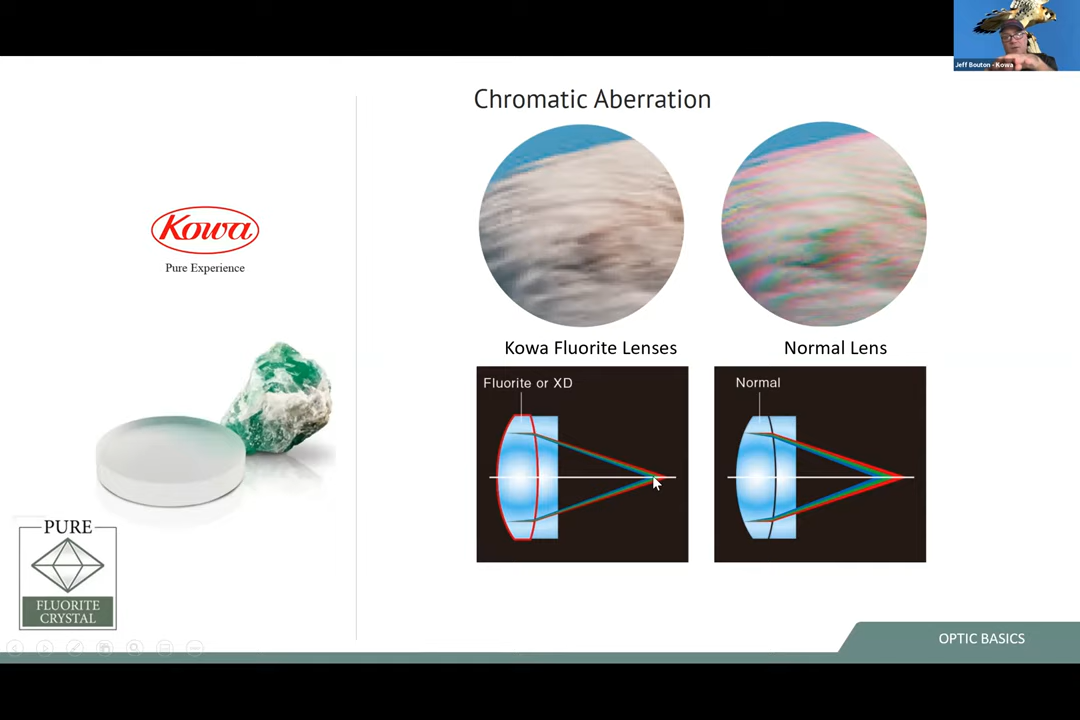 Jeff Bouton - Kowa
Chromatic Aberration
Kowa
Pure Experience
Kowa Fluorite Lenses
Normal Lens
Fluorite or XD
Normal
PURE
FLUORITE
CRYSTAL
OPTIC BASICS